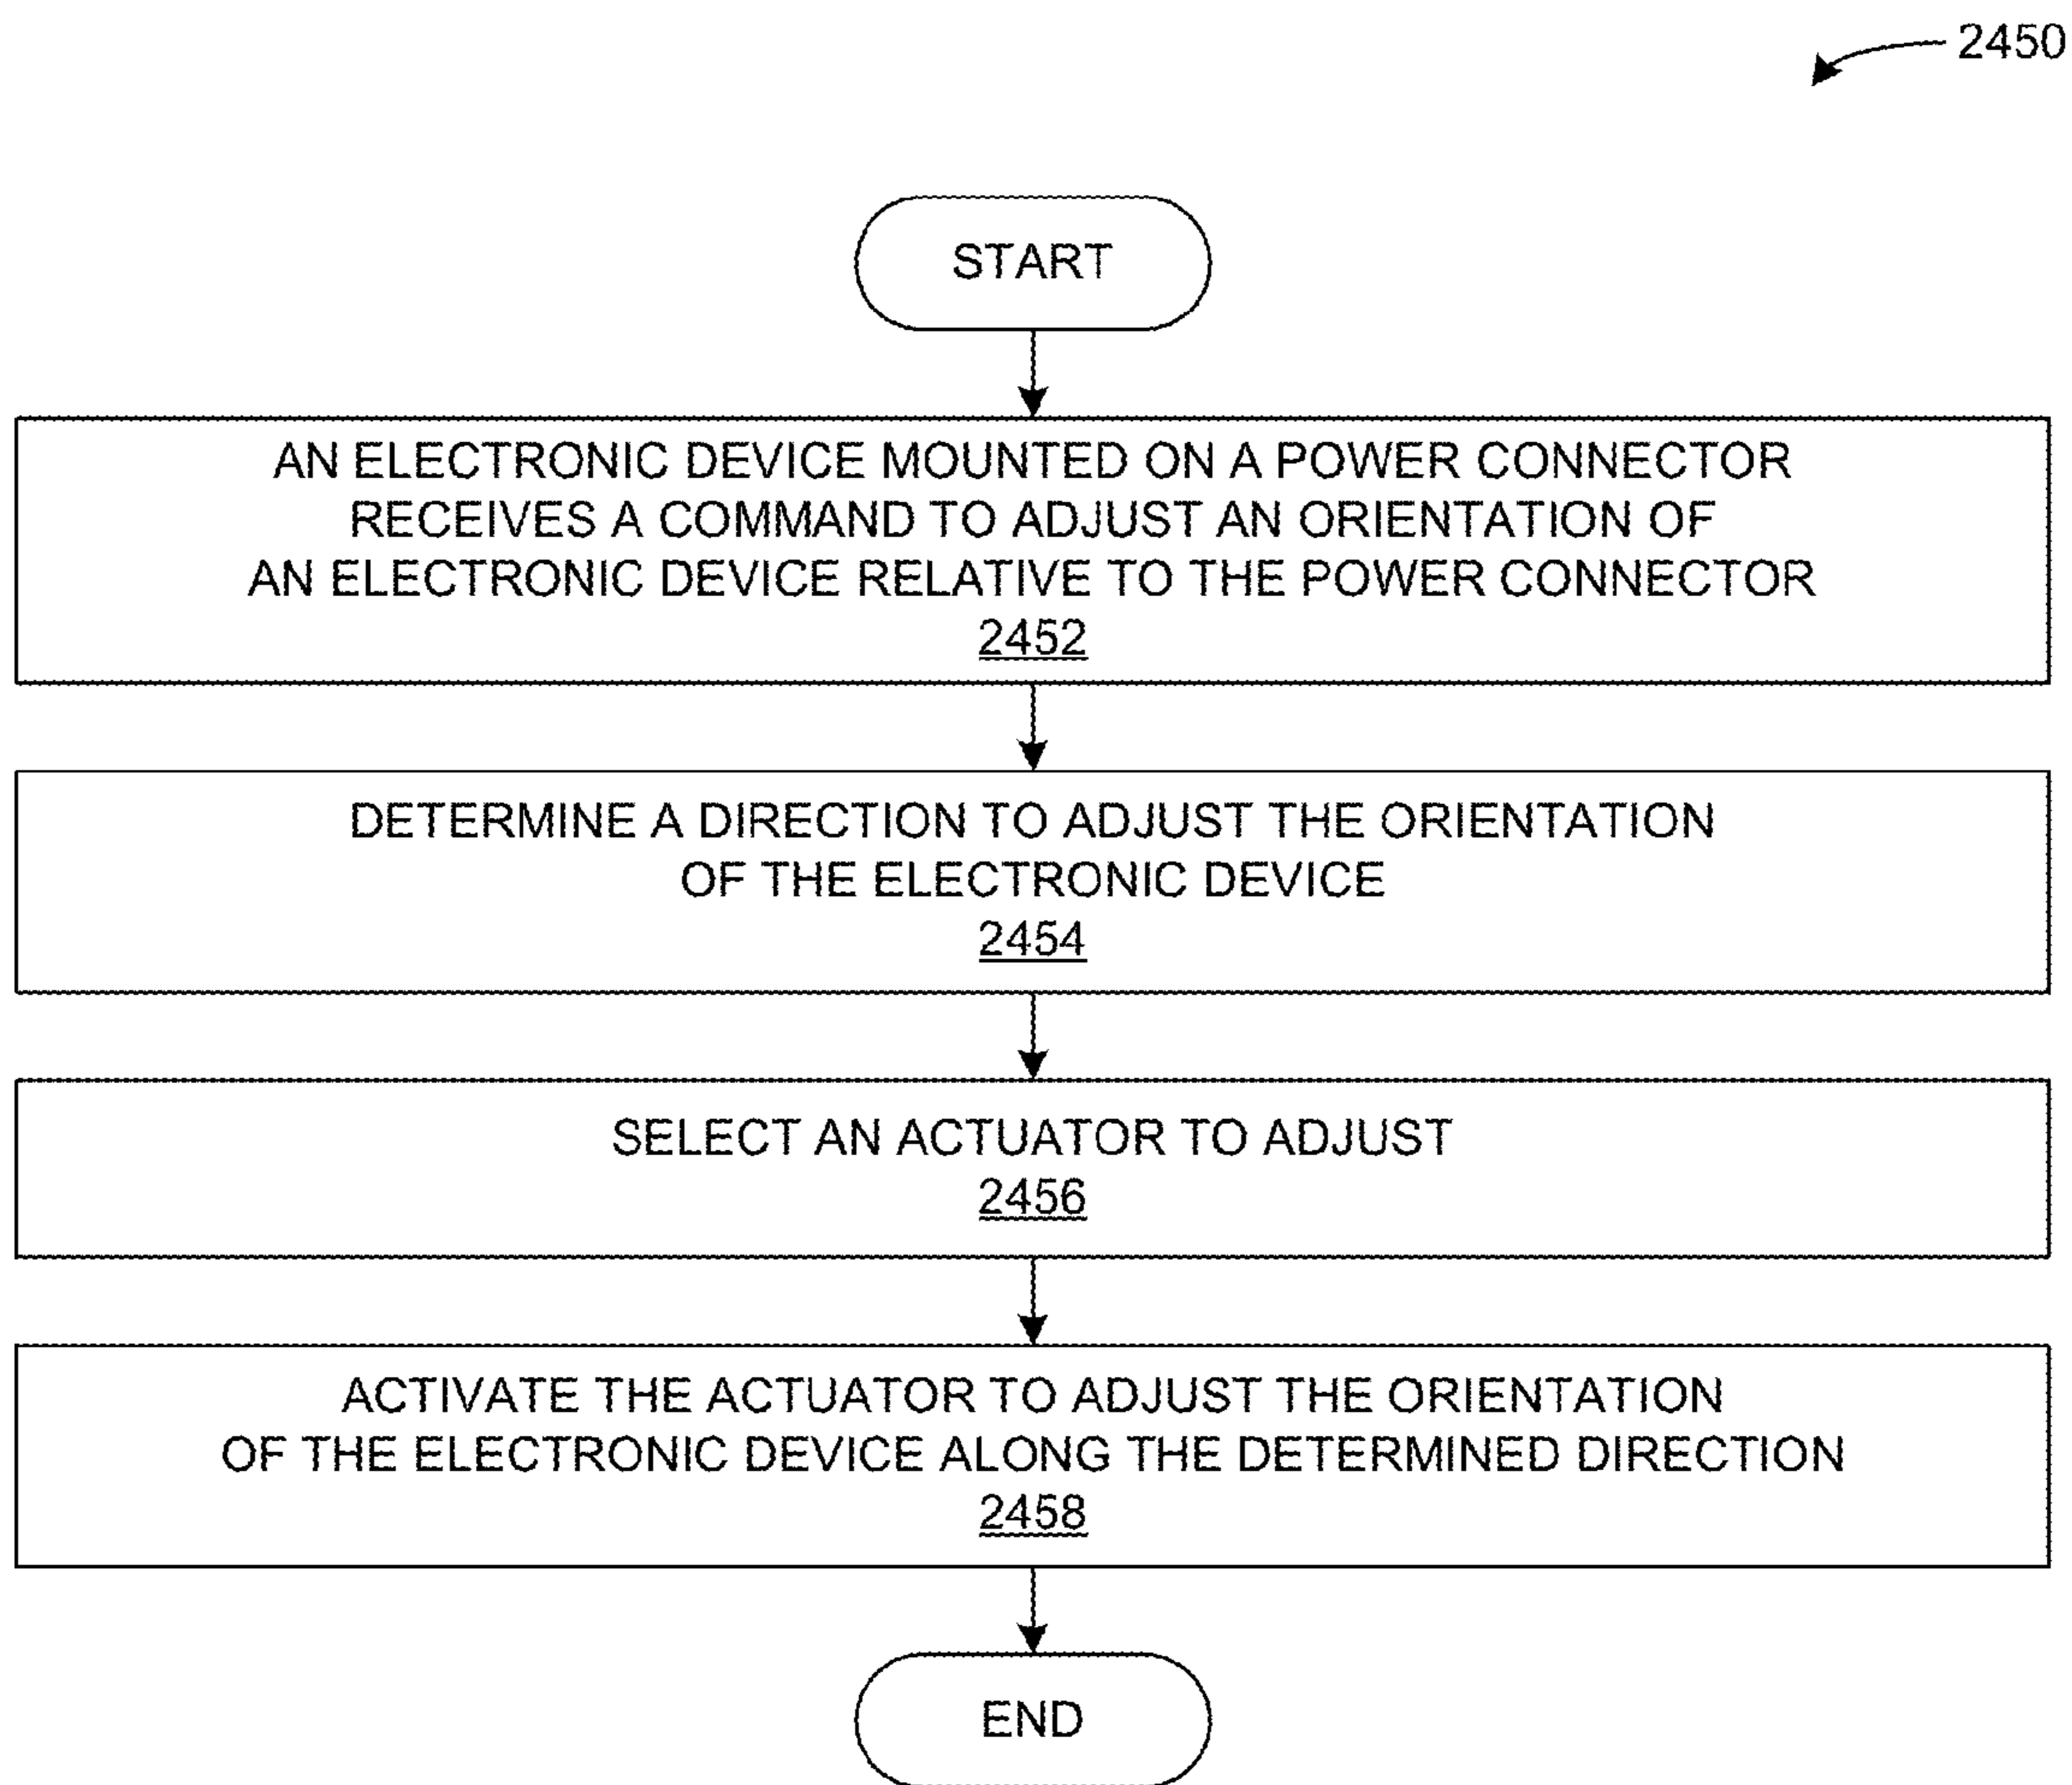 2450
START
AN ELECTRONIC DEVICE MOUNTED ON A POWER CONNECTOR
RECEIVES A COMMAND TO ADJUST AN ORIENTATION OF
AN ELECTRONIC DEVICE RELATIVE TO THE POWER CONNECTOR
2452
DETERMINE A DIRECTION TO ADJUST THE ORIENTATION
OF THE ELECTRONIC DEVICE
2454
SELECT AN ACTUATOR TO ADJUST
2456
ACTIVATE THE ACTUATOR TO ADJUST THE ORIENTATION
OF THE ELECTRONIC DEVICE ALONG THE DETERMINED DIRECTION
2458
END